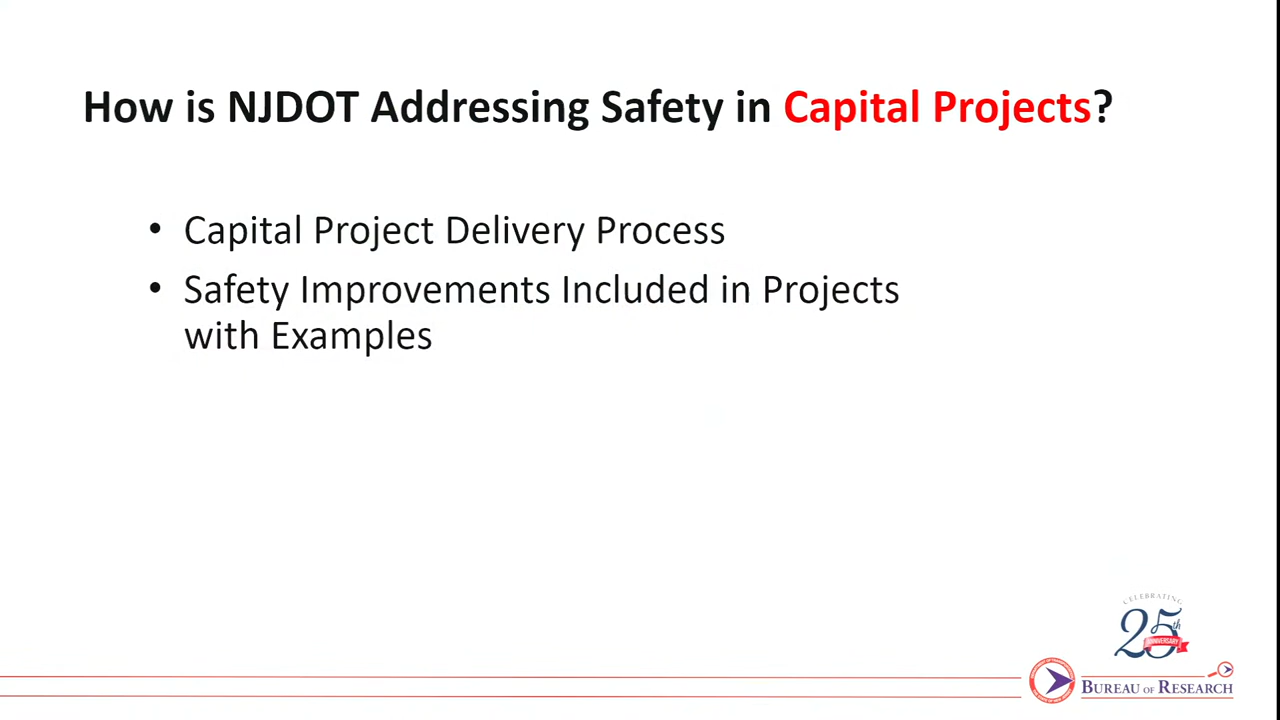 How is NJDOT Addressing Safety in Capital Projects?
• Capital Project Delivery Process
• Safety Improvements Included in Projects
with Examples
CELEBRATING
25th
ANNIVERSARY
BUREAU OF RESEARCH